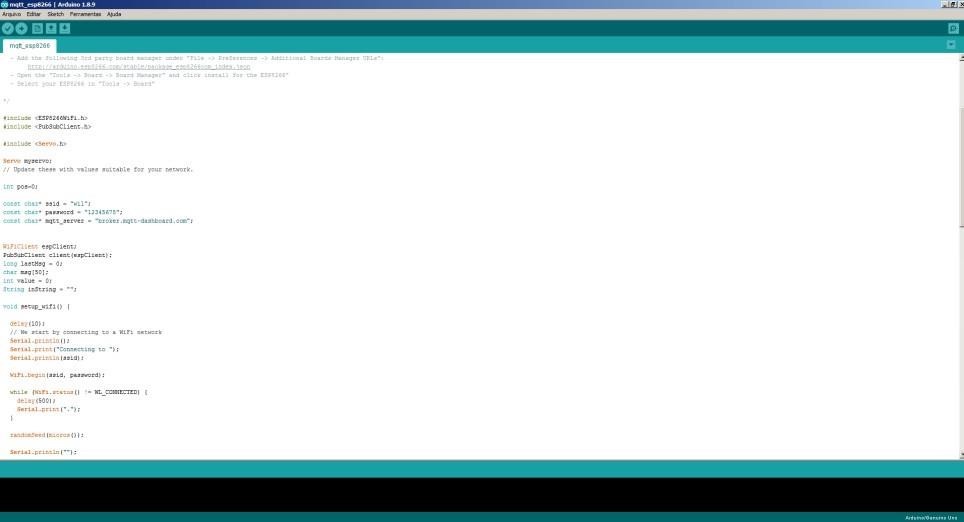 mqtt_esp8266 | Arduino 1.8.9
Arquivo Editar Sketch Ferramentas Ajuda
mqtt_esp8266
- Add the following 3rd party board manager under "File -> Preferences -> Additional Boards Manager URLs":
http://arduino.esp8266.com/stable/package_esp8266com_index.json
- Open the "Tools -> Board -> Board Manager" and click install for the ESP8266"
- Select your ESP8266 in "Tools -> Board"
*/
#include <ESP8266WiFi.h>
#include <PubSubClient.h>
#include <Servo.h>
Servo myservo;
// Update these with values suitable for your network.
int pos=0;
const char* ssid = "wil";
const char* password = "12345678";
const char* mqtt_server = "broker.mqtt-dashboard.com";
WiFiClient espClient;
PubSubClient client(espClient);
long lastMsg = 0;
char msg[50];
int value = 0;
String inString = "";
void setup_wifi() {
delay(10);
// We start by connecting to a WiFi network
Serial.println();
Serial.print("Connecting to ");
Serial.println(ssid);
WiFi.begin(ssid, password);
while (WiFi.status() != WL_CONNECTED) {
delay(500);
Serial.print(".");
}
randomSeed(micros());
Serial.println("");
Arduino/Genuino Uno